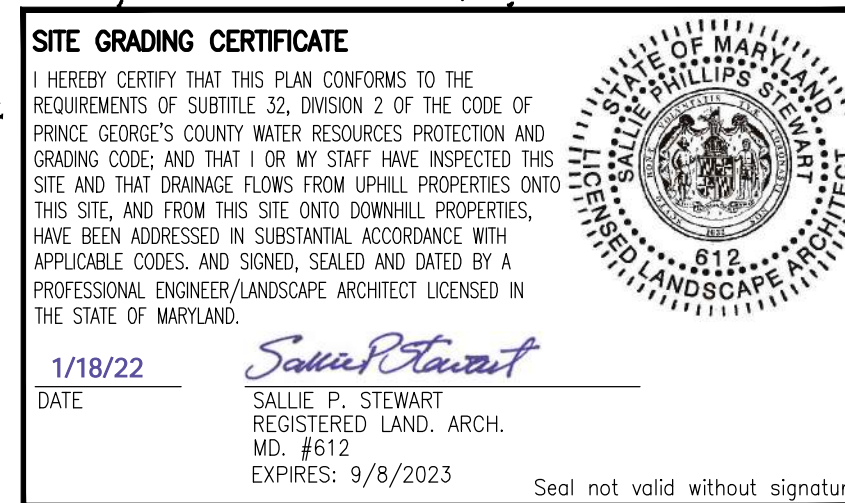 SITE GRADING CERTIFICATE
I HEREBY CERTIFY THAT THIS PLAN CONFORMS TO THE
REQUIREMENTS OF SUBTITLE 32, DIVISION 2 OF THE CODE OF
PRINCE GEORGE'S COUNTY WATER RESOURCES PROTECTION AND
GRADING CODE; AND THAT I OR MY STAFF HAVE INSPECTED THIS
SITE AND THAT DRAINAGE FLOWS FROM UPHILL PROPERTIES ONTO
THIS SITE, AND FROM THIS SITE ONTO DOWNHILL PROPERTIES,
HAVE BEEN ADDRESSED IN SUBSTANTIAL ACCORDANCE WITH
APPLICABLE CODES. AND SIGNED, SEALED AND DATED BY A
PROFESSIONAL ENGINEER/LANDSCAPE ARCHITECT LICENSED IN
THE STATE OF MARYLAND.
STATE OF MARYLAND
SALLIE PHILLIPS STEWART
612
LICENSED LANDSCAPE ARCHITECT
1/18/22
Sallie P Stewart
DATE
SALLIE P. STEWART
REGISTERED LAND. ARCH.
MD. #612
EXPIRES: 9/8/2023
Seal not valid without signatur